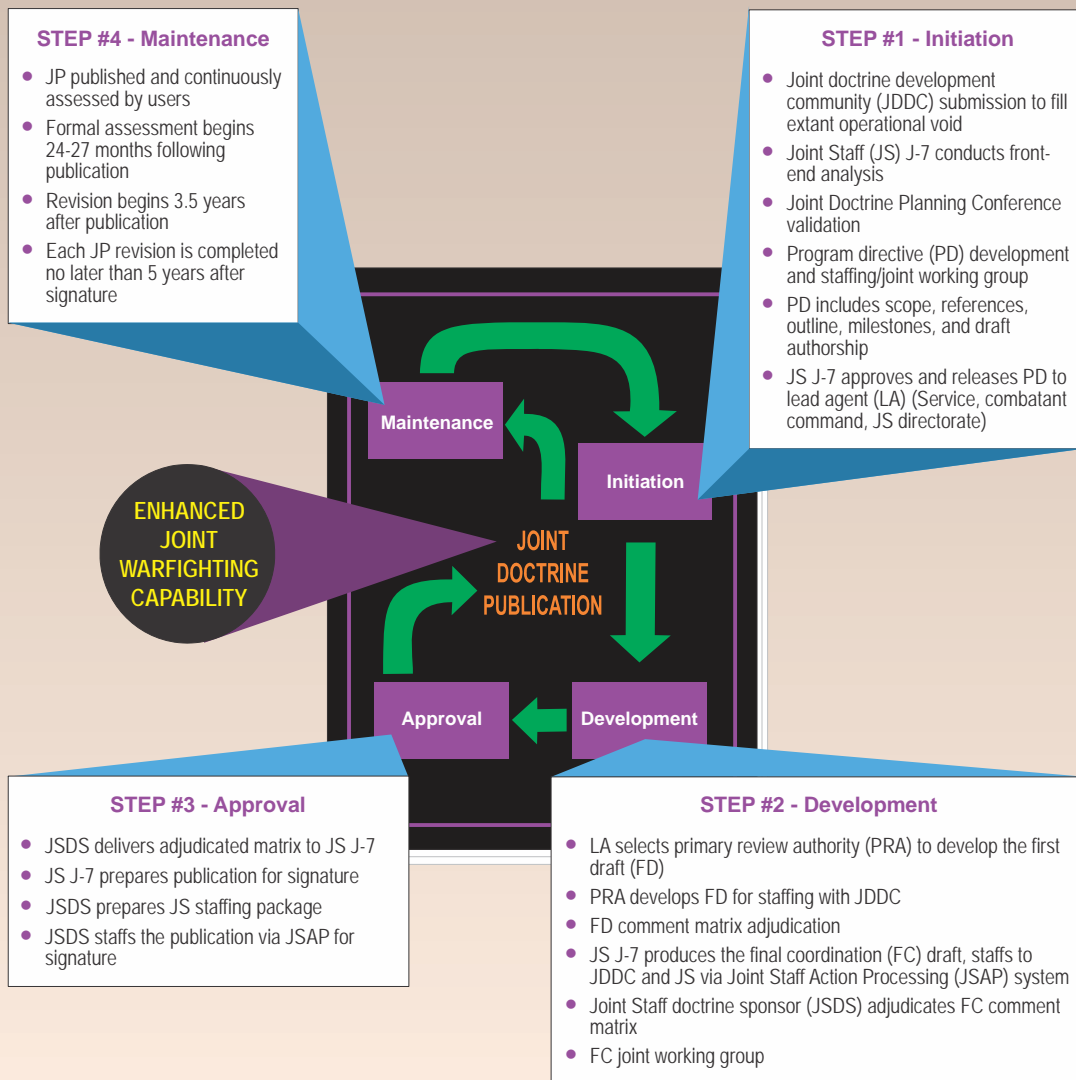 STEP #4 - Maintenance
• JP published and continuously
assessed by users
• Formal assessment begins
24-27 months following
publication
• Revision begins 3.5 years
after publication
• Each JP revision is completed
no later than 5 years after
signature
STEP #1 - Initiation
• Joint doctrine development
community (JDDC) submission to fill
extant operational void
• Joint Staff (JS) J-7 conducts front-
end analysis
• Joint Doctrine Planning Conference
validation
• Program directive (PD) development
and staffing/joint working group
• PD includes scope, references,
outline, milestones, and draft
authorship
• JS J-7 approves and releases PD to
lead agent (LA) (Service, combatant
command, JS directorate)
Maintenance
Initiation
ENHANCED
JOINT
WARFIGHTING
CAPABILITY
JOINT
DOCTRINE
PUBLICATION
Approval
Development
STEP #3 - Approval
• JSDS delivers adjudicated matrix to JS J-7
• JS J-7 prepares publication for signature
• JSDS prepares JS staffing package
• JSDS staffs the publication via JSAP for
signature
STEP #2 - Development
• LA selects primary review authority (PRA) to develop the first
draft (FD)
• PRA develops FD for staffing with JDDC
• FD comment matrix adjudication
• JS J-7 produces the final coordination (FC) draft, staffs to
JDDC and JS via Joint Staff Action Processing (JSAP) system
• Joint Staff doctrine sponsor (JSDS) adjudicates FC comment
matrix
• FC joint working group